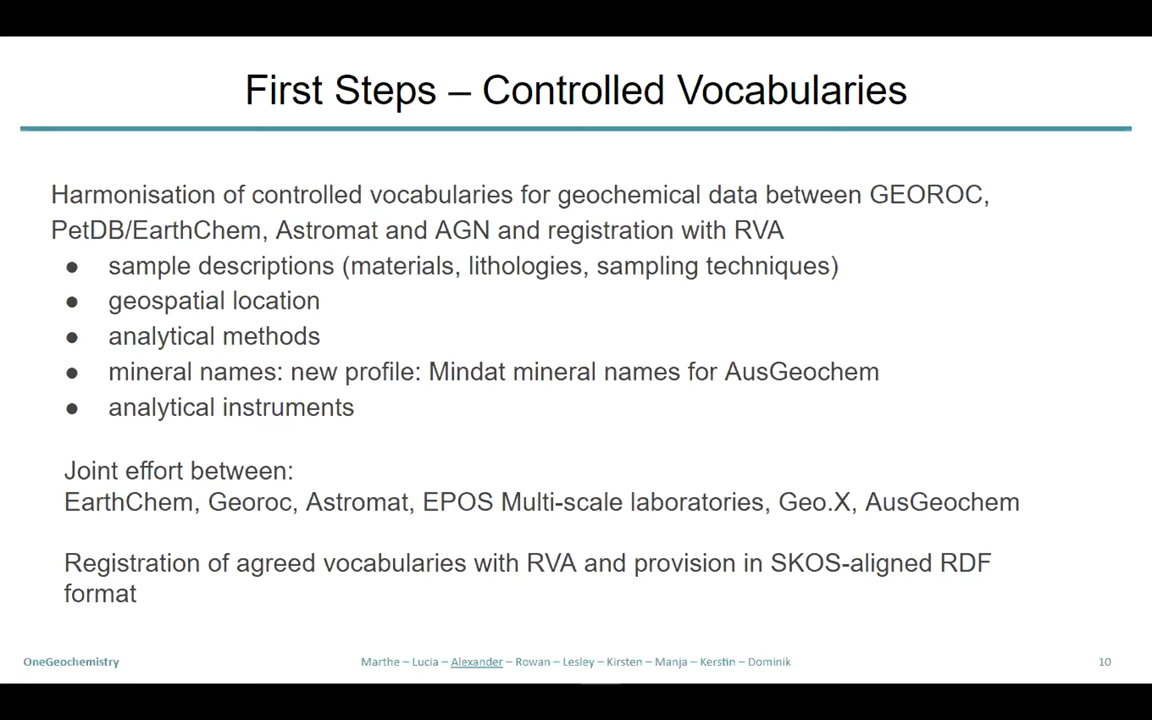 First Steps – Controlled Vocabularies
Harmonisation of controlled vocabularies for geochemical data between GEOROC,
PetDB/EarthChem, Astromat and AGN and registration with RVA
● sample descriptions (materials, lithologies, sampling techniques)
● geospatial location
● analytical methods
● mineral names: new profile: Mindat mineral names for AusGeochem
● analytical instruments
Joint effort between:
EarthChem, Georoc, Astromat, EPOS Multi-scale laboratories, Geo.X, AusGeochem
Registration of agreed vocabularies with RVA and provision in SKOS-aligned RDF
format
OneGeochemistry
Marthe – Lucia – Alexander – Rowan – Lesley – Kirsten – Manja – Kerstin – Dominik
10